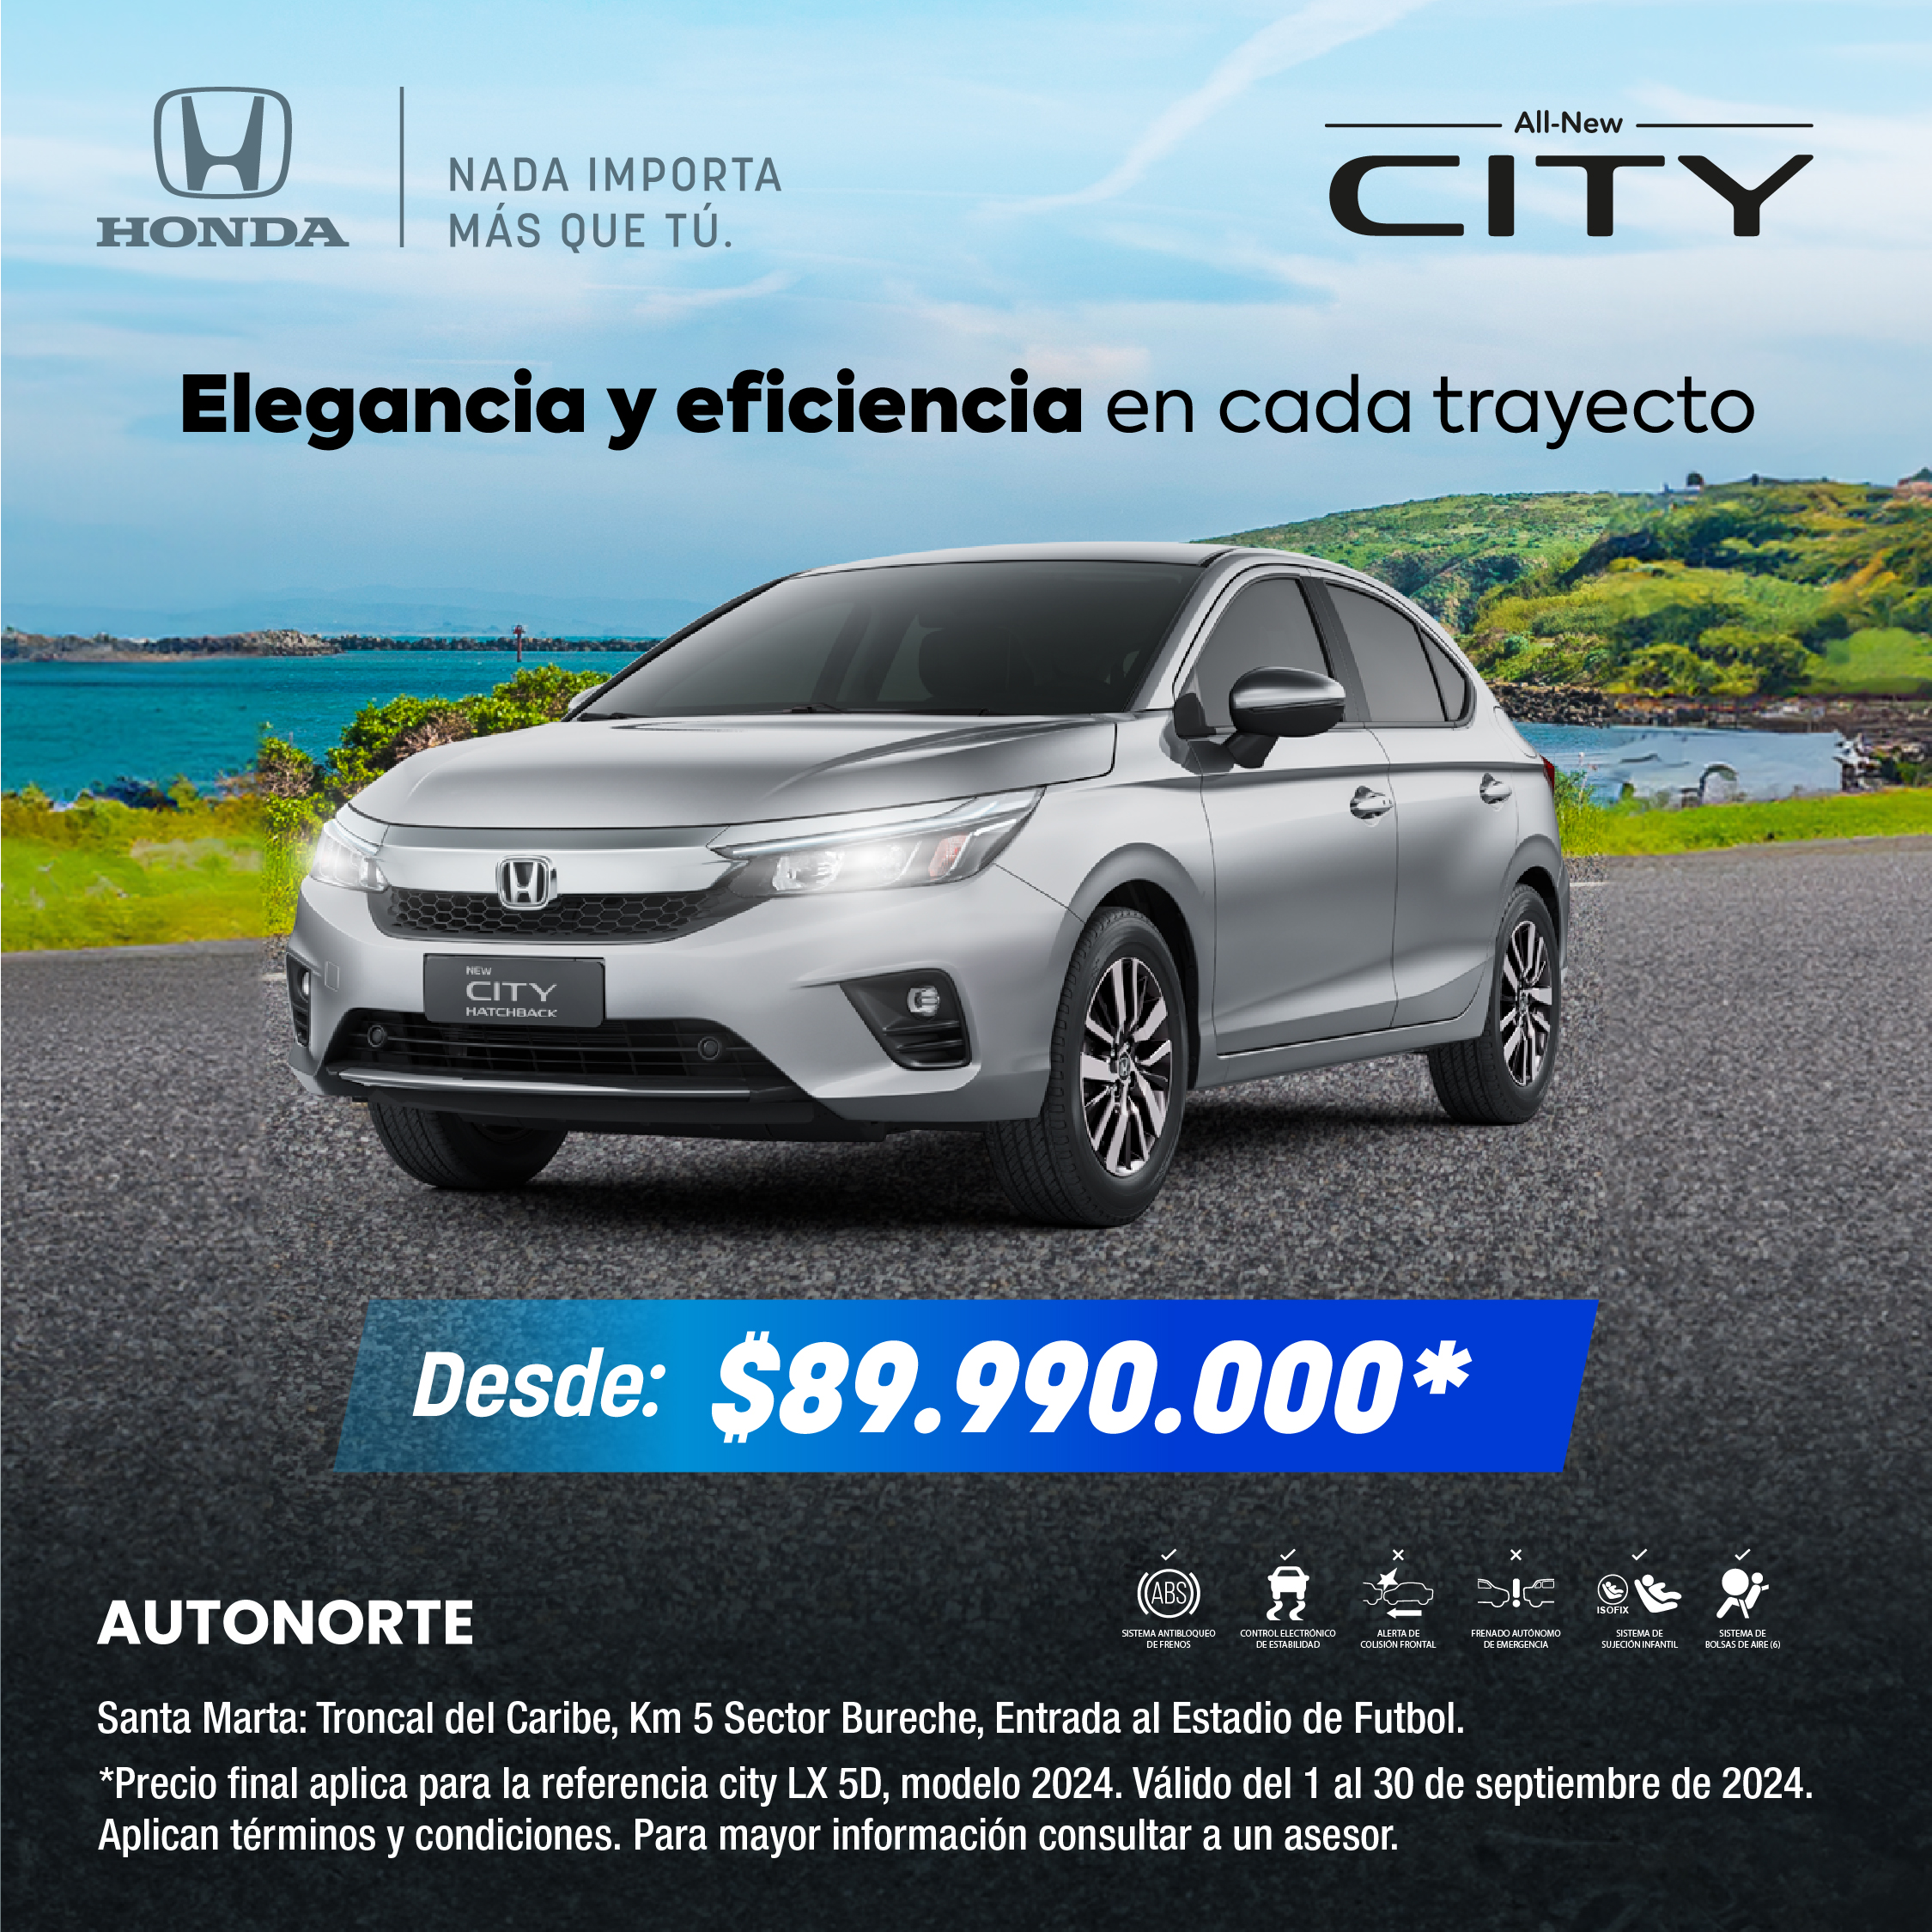 HONDA
NADA IMPORTA
MÁS QUE TÚ.
All-New
CITY
Elegancia y eficiencia en cada trayecto
NEW
CITY
HATCHBACK
Desde: $89.990.000*
AUTONORTE
ABS
SISTEMA ANTIBLOQUEO
DE FRENOS
CONTROL ELECTRÓNICO
DE ESTABILIDAD
ALERTA DE
COLISIÓN FRONTAL
FRENADO AUTÓNOMO
DE EMERGENCIA
ISOFIX
SISTEMA DE
SUJECIÓN INFANTIL
SISTEMA DE
BOLSAS DE AIRE (6)
Santa Marta: Troncal del Caribe, Km 5 Sector Bureche, Entrada al Estadio de Futbol.
*Precio final aplica para la referencia city LX 5D, modelo 2024. Válido del 1 al 30 de septiembre de 2024.
Aplican términos y condiciones. Para mayor información consultar a un asesor.